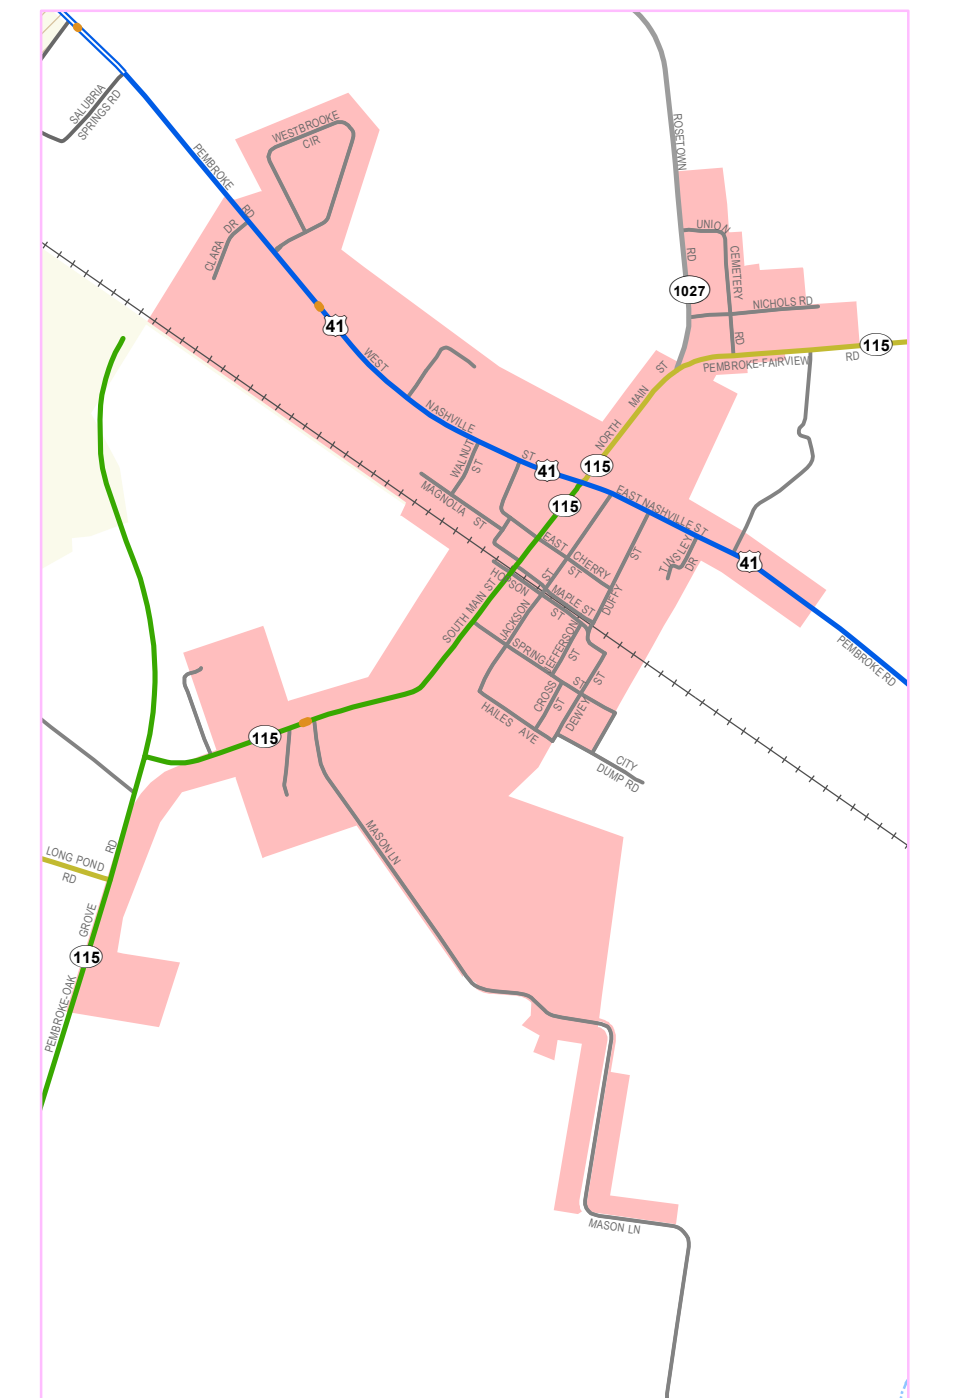 SALUBRIA
SPRINGS RD
PEMBROKE
RD
WESTBROOKE
CIR
CLARA
DR
ROSETOWN
RD
UNION
CEMETERY
RD
1027
NICHOLS RD
115
PEMBROKE-FAIRVIEW
RD
41
WEST
NASHVILLE
ST
NORTH
MAIN
ST
WALNUT
ST
41
115
MAGNOLIA
ST
115
EAST NASHVILLE ST
TINSLEY
DR
41
EAST
CHERRY
ST
ST
DUFFY
ST
HOBSON
ST
MAPLE ST
SOUTH MAIN ST
JACKSON
JEFFERSON
ST
SPRING
ST
CROSS
ST
DEWEY
ST
HAILES
AVE
CITY
DUMP RD
PEMBROKE RD
115
MASON LN
LONG POND
RD
RD
GROVE
115
PEMBROKE-OAK
MASON LN